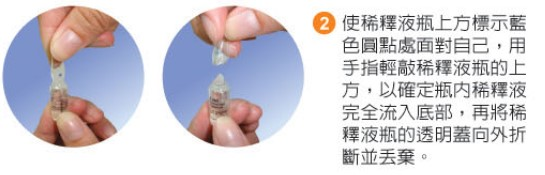 2 使稀釋液瓶上方標示藍
色圓點處面對自己，用
手指輕敲稀釋液瓶的上
方，以確定瓶內稀釋液
完全流入底部，再將稀
釋液瓶的透明蓋向外折
斷並丟棄。